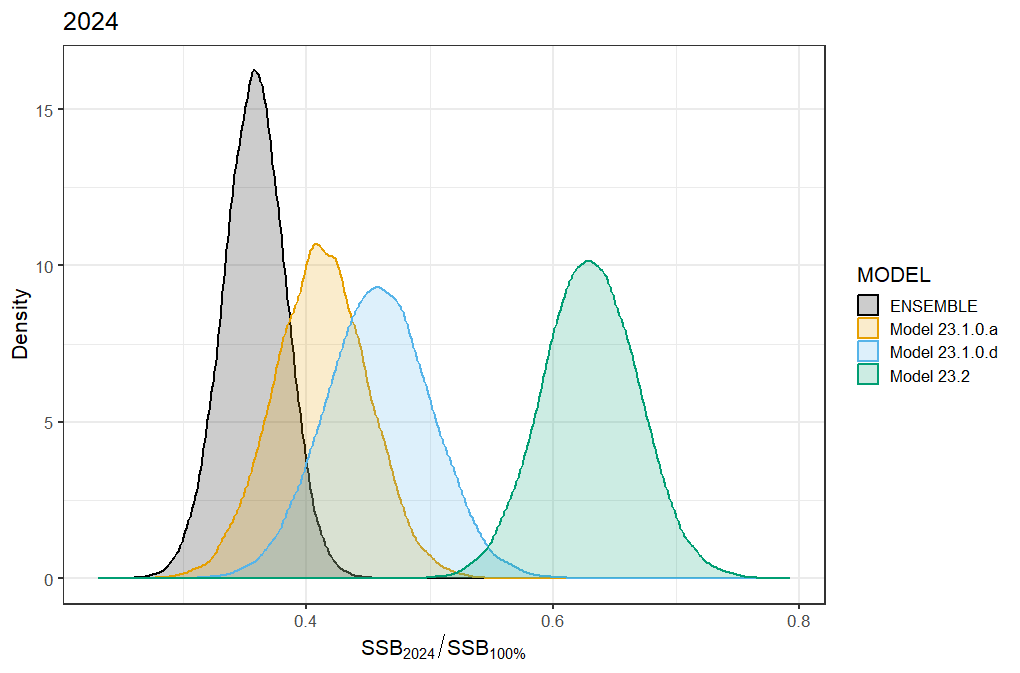 2024
15
10
5
0
Density
0.4 0.6 0.8
SSB2024/SSB100%
MODEL
ENSEMBLE
Model 23.1.0.a
Model 23.1.0.d
Model 23.2